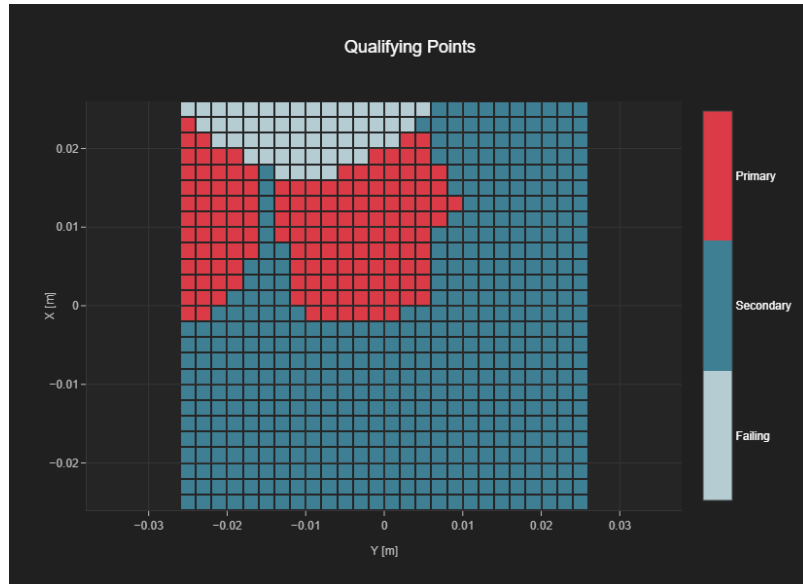 Qualifying Points
0.02
0.01
0
−0.01
−0.02
X [m]
−0.03
−0.02
−0.01
0
0.01
0.02
0.03
Y [m]
Primary
Secondary
Failing